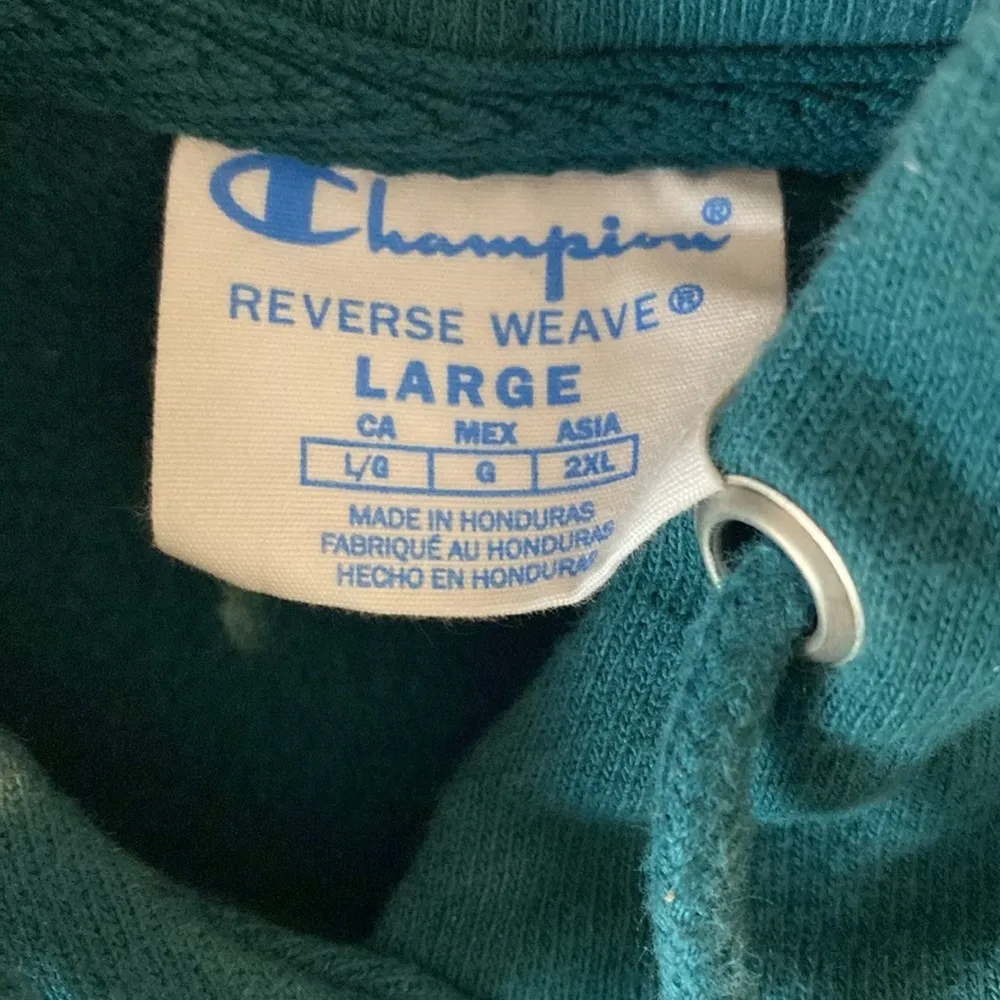 Champion®
REVERSE WEAVE®
LARGE
CA MEX ASIA
L/G G 2XL
MADE IN HONDURAS
FABRIQUÉ AU HONDURAS
HECHO EN HONDURAS